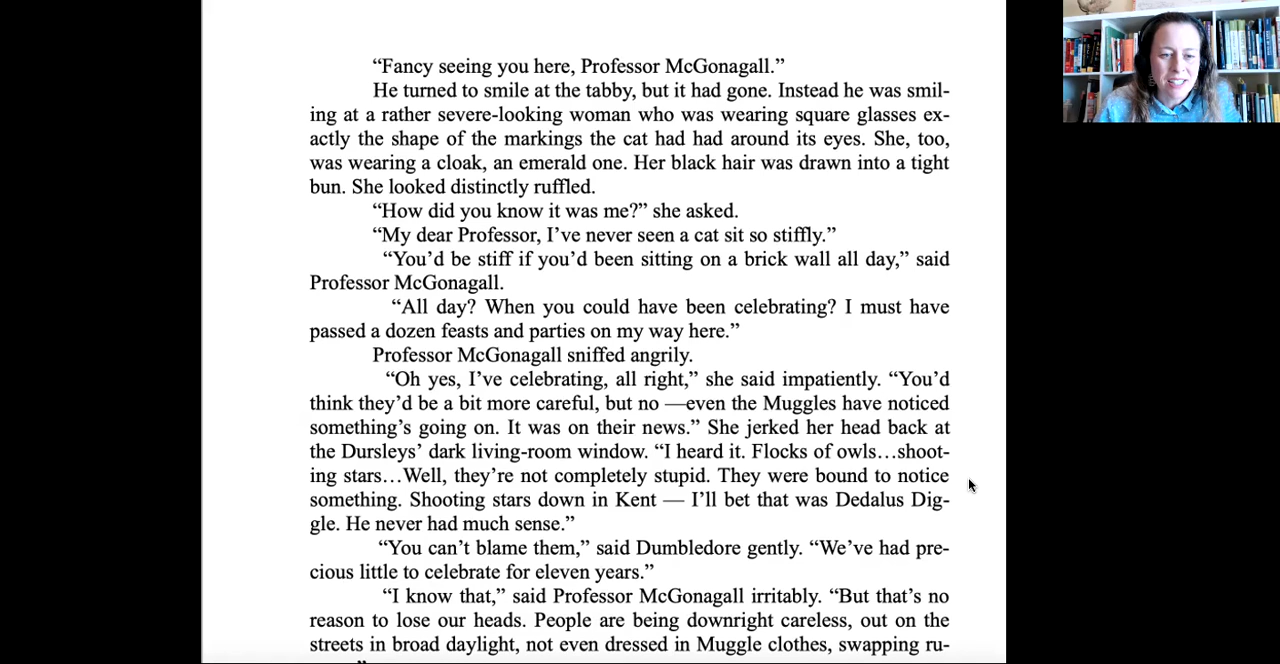 “Fancy seeing you here, Professor McGonagall.”
He turned to smile at the tabby, but it had gone. Instead he was smil-
ing at a rather severe-looking woman who was wearing square glasses ex-
actly the shape of the markings the cat had had around its eyes. She, too,
was wearing a cloak, an emerald one. Her black hair was drawn into a tight
bun. She looked distinctly ruffled.
“How did you know it was me?” she asked.
“My dear Professor, I’ve never seen a cat sit so stiffly.”
“You’d be stiff if you’d been sitting on a brick wall all day,” said
Professor McGonagall.
“All day? When you could have been celebrating? I must have
passed a dozen feasts and parties on my way here.”
Professor McGonagall sniffed angrily.
“Oh yes, I’ve celebrating, all right,” she said impatiently. “You’d
think they’d be a bit more careful, but no —even the Muggles have noticed
something’s going on. It was on their news.” She jerked her head back at
the Dursleys’ dark living-room window. “I heard it. Flocks of owls…shoot-
ing stars…Well, they’re not completely stupid. They were bound to notice
something. Shooting stars down in Kent — I’ll bet that was Dedalus Dig-
gle. He never had much sense.”
“You can’t blame them,” said Dumbledore gently. “We’ve had pre-
cious little to celebrate for eleven years.”
“I know that,” said Professor McGonagall irritably. “But that’s no
reason to lose our heads. People are being downright careless, out on the
streets in broad daylight, not even dressed in Muggle clothes, swapping ru-